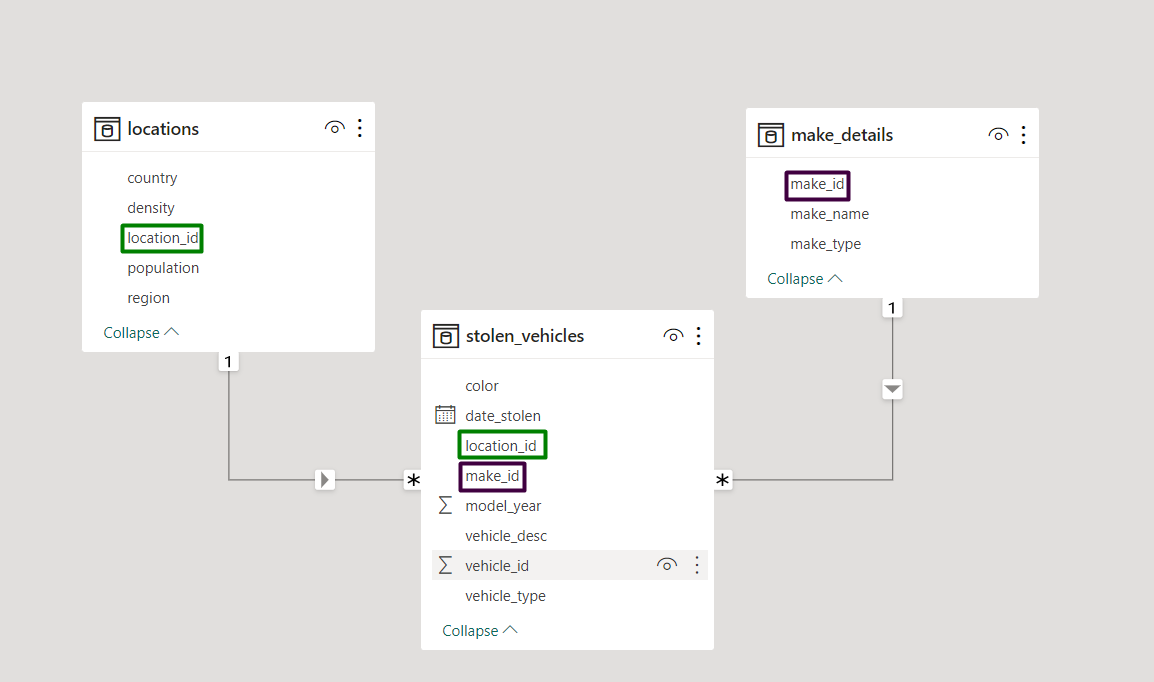 locations
country
density
location_id
population
region
Collapse
1
make_details
make_id
make_name
make_type
Collapse
1
stolen_vehicles
color
date_stolen
location_id
make_id
model_year
vehicle_desc
vehicle_id
vehicle_type
Collapse
*
*